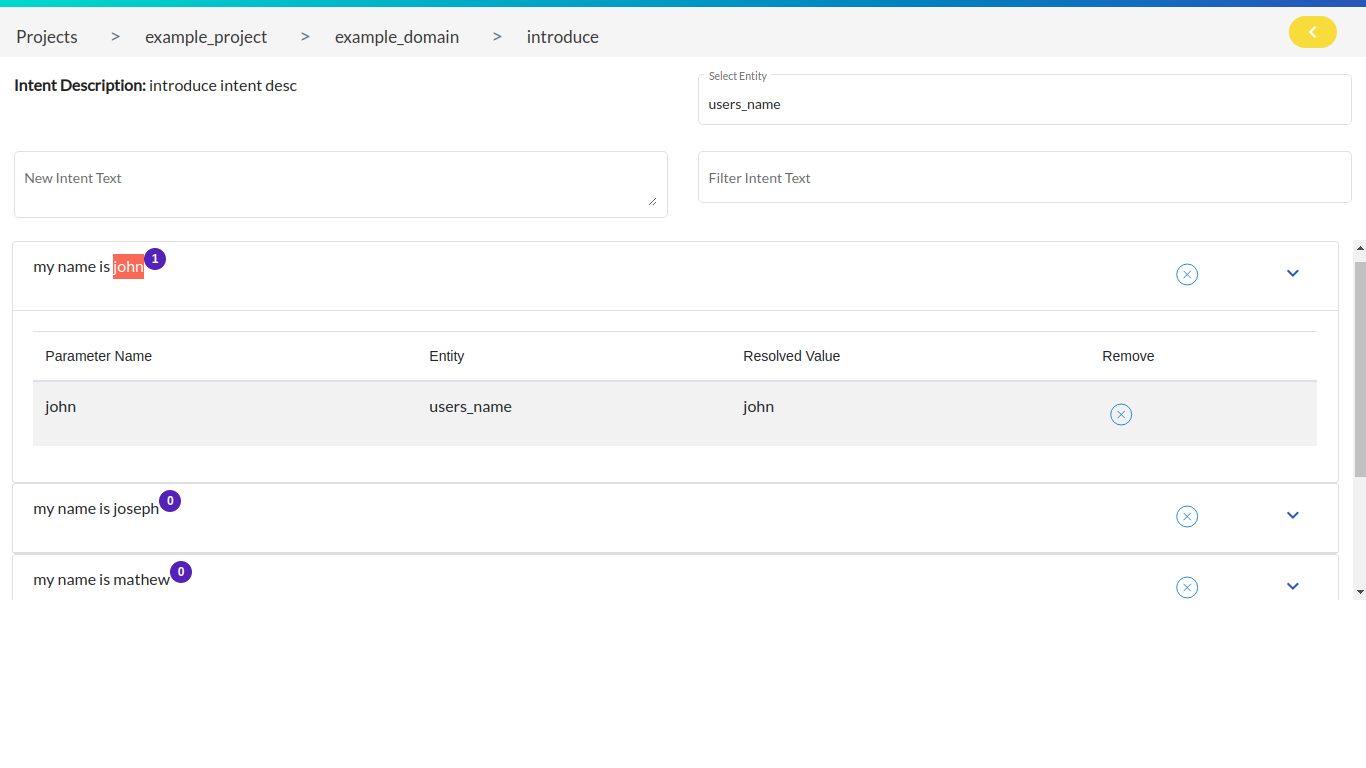 Projects > example_project > example_domain > introduce
Intent Description: introduce intent desc
Select Entity
users_name
New Intent Text
Filter Intent Text
my name is john 1
Parameter Name Entity Resolved Value Remove
john users_name john
my name is joseph 0
my name is mathew 0